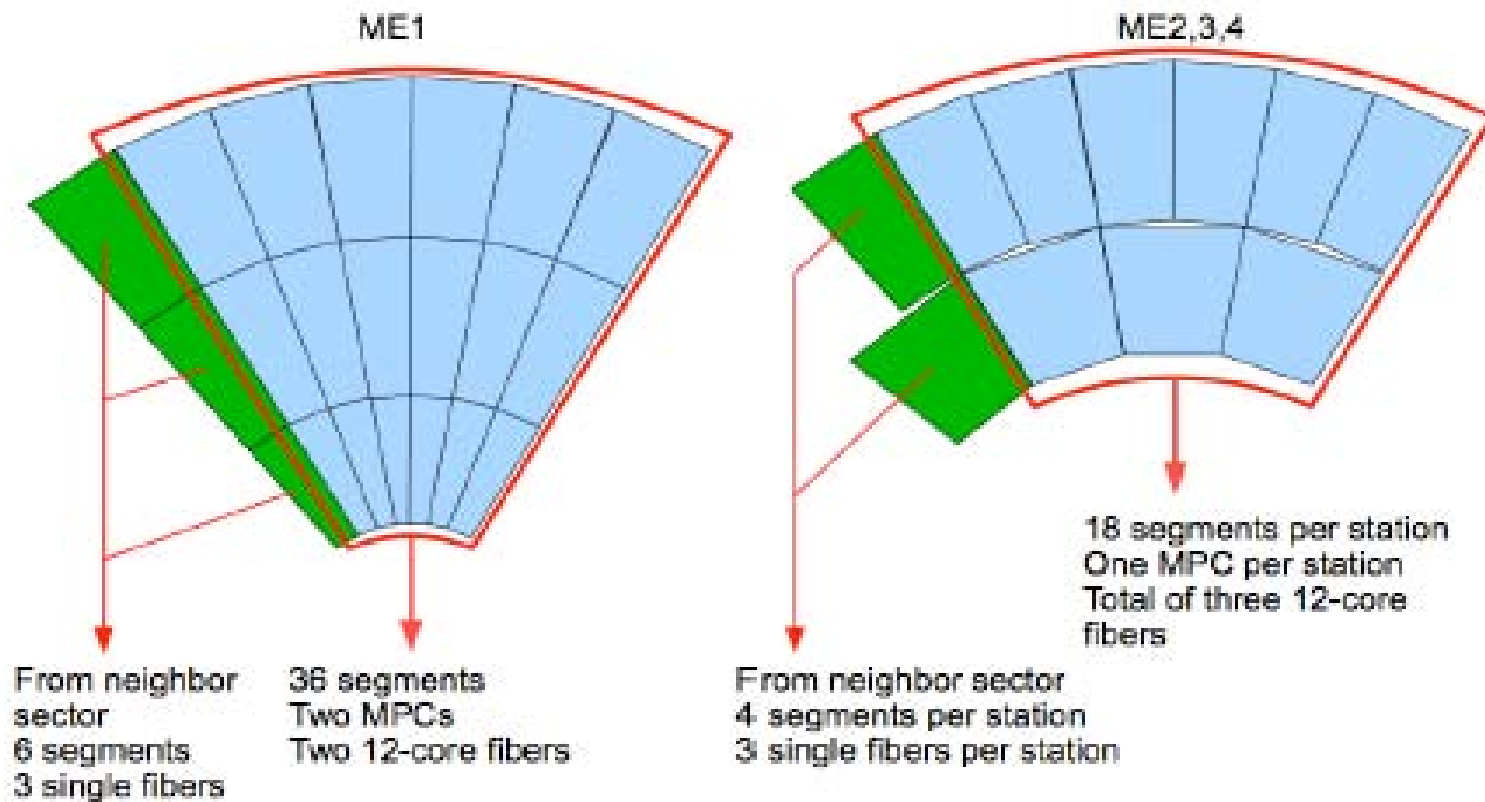 ME1
ME2,3,4
18 segments per station
One MPC per station
Total of three 12-core
fibers
From neighbor
sector
6 segments
3 single fibers
36 segments
Two MPCs
Two 12-core fibers
From neighbor sector
4 segments per station
3 single fibers per station